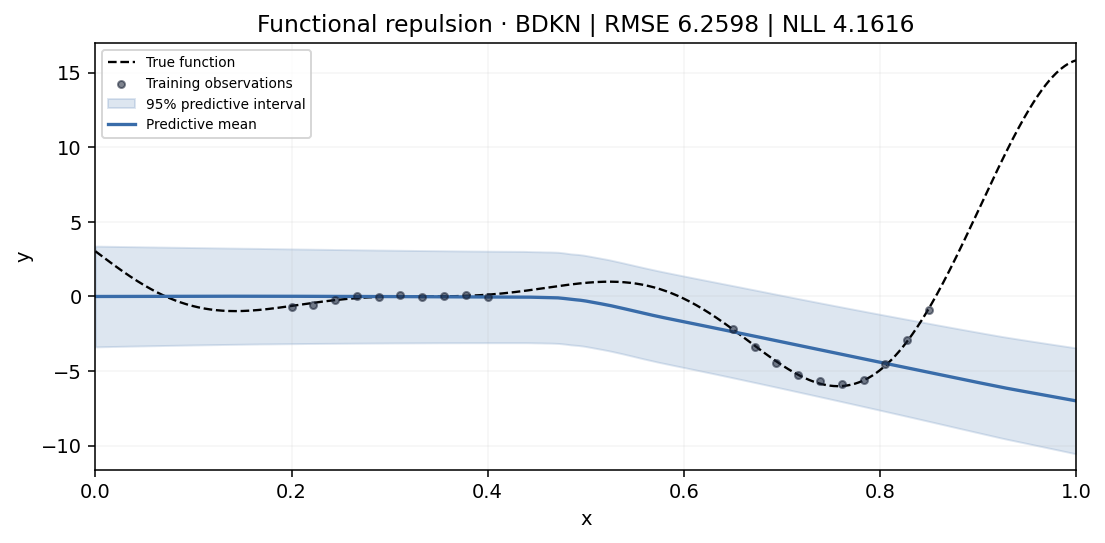 Functional repulsion · BDKN | RMSE 6.2598 | NLL 4.1616
True function
Training observations
95% predictive interval
Predictive mean
15
10
5
0
−5
−10
y
0.0 0.2 0.4 0.6 0.8 1.0
x